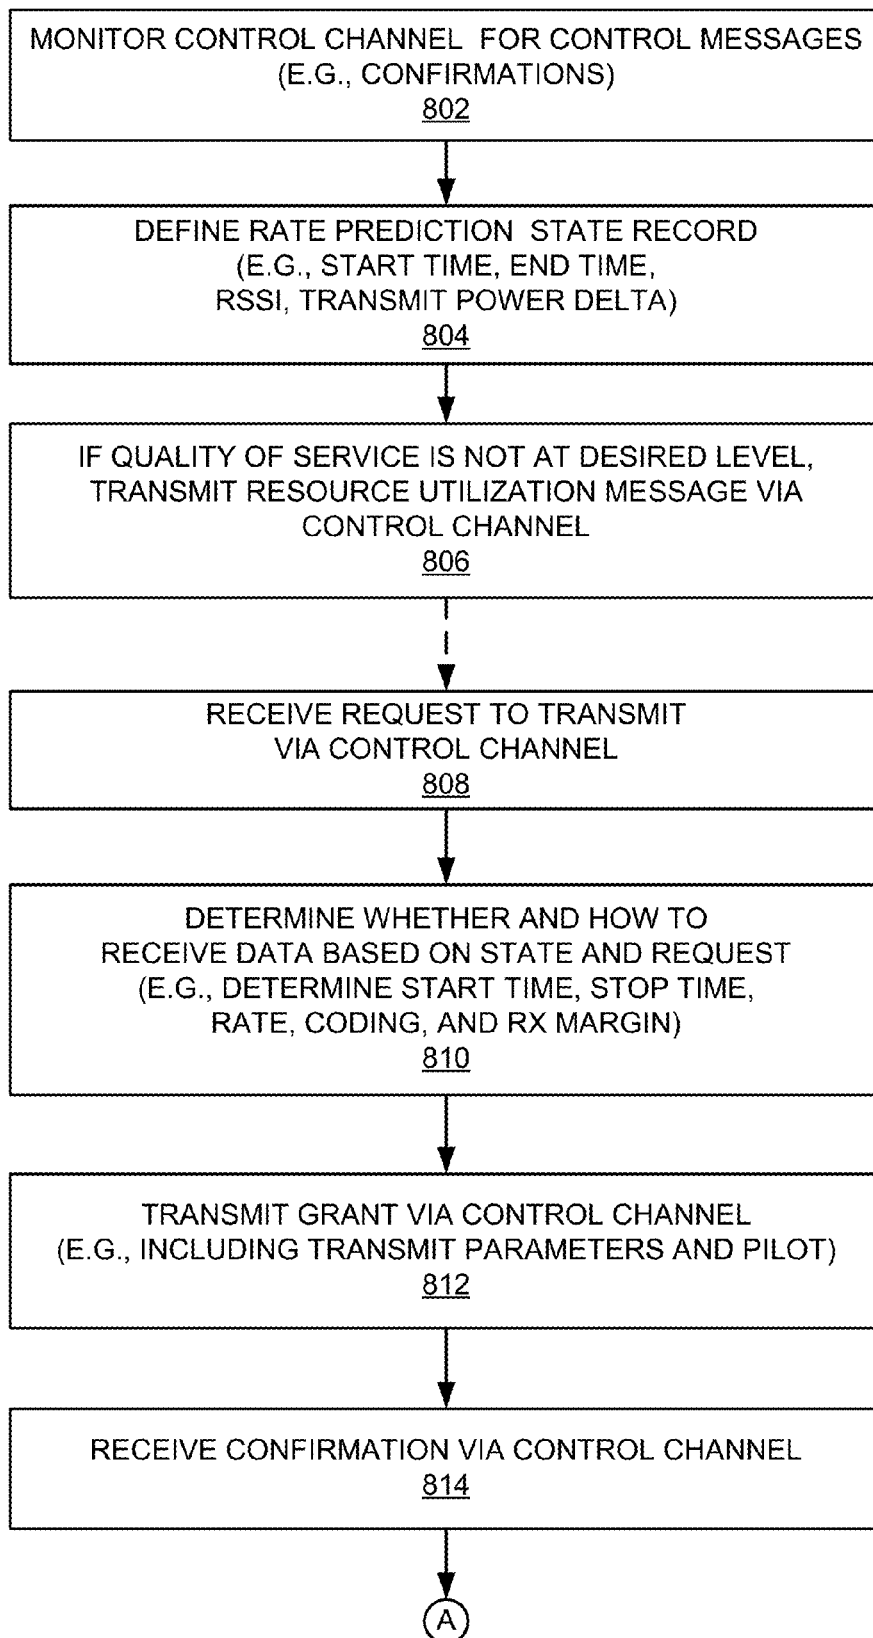 MONITOR CONTROL CHANNEL FOR CONTROL MESSAGES
(E.G., CONFIRMATIONS)
802
DEFINE RATE PREDICTION STATE RECORD
(E.G., START TIME, END TIME,
RSSI, TRANSMIT POWER DELTA)
804
IF QUALITY OF SERVICE IS NOT AT DESIRED LEVEL,
TRANSMIT RESOURCE UTILIZATION MESSAGE VIA
CONTROL CHANNEL
806
RECEIVE REQUEST TO TRANSMIT
VIA CONTROL CHANNEL
808
DETERMINE WHETHER AND HOW TO
RECEIVE DATA BASED ON STATE AND REQUEST
(E.G., DETERMINE START TIME, STOP TIME,
RATE, CODING, AND RX MARGIN)
810
TRANSMIT GRANT VIA CONTROL CHANNEL
(E.G., INCLUDING TRANSMIT PARAMETERS AND PILOT)
812
RECEIVE CONFIRMATION VIA CONTROL CHANNEL
814
A